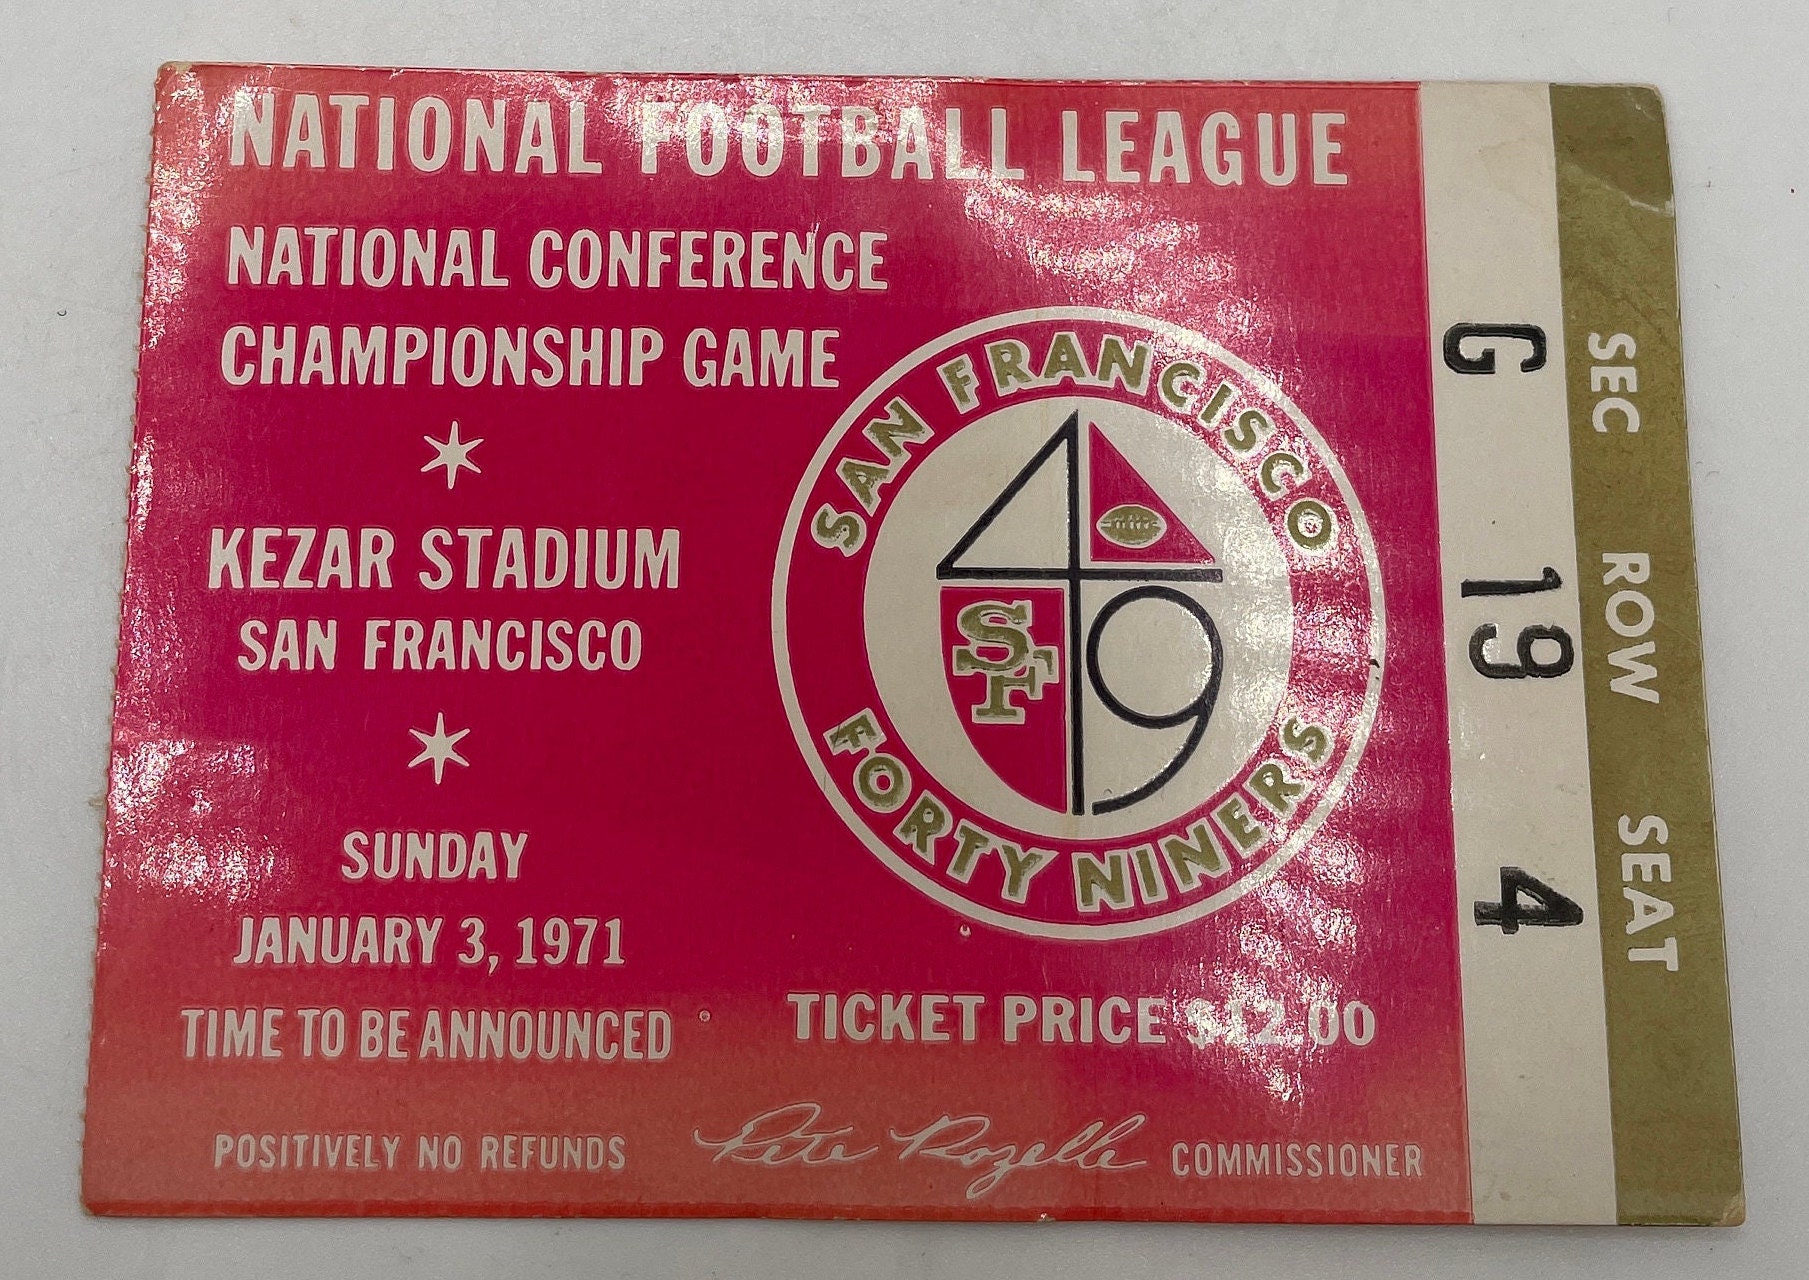 NATIONAL FOOTBALL LEAGUE
NATIONAL CONFERENCE
CHAMPIONSHIP GAME
KEZAR STADIUM
SAN FRANCISCO
SUNDAY
JANUARY 3, 1971
TIME TO BE ANNOUNCED
POSITIVELY NO REFUNDS
SAN FRANCISCO
49
SF
FORTY NINERS
TICKET PRICE $12.00
Pete Rozelle COMMISSIONER
G 19 4
SEC ROW SEAT